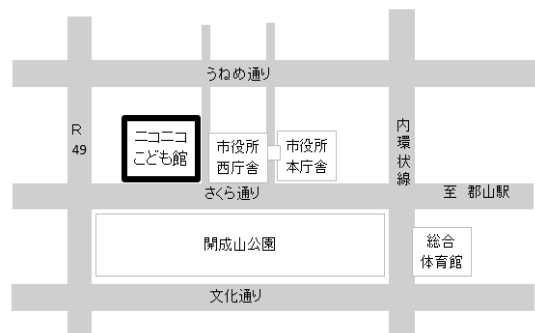 うねめ通り
R
49
ニコニコ
こども館
市役所
西庁舎
市役所
本庁舎
内環状線
さくら通り
至 郡山駅
開成山公園
総合
体育館
文化通り